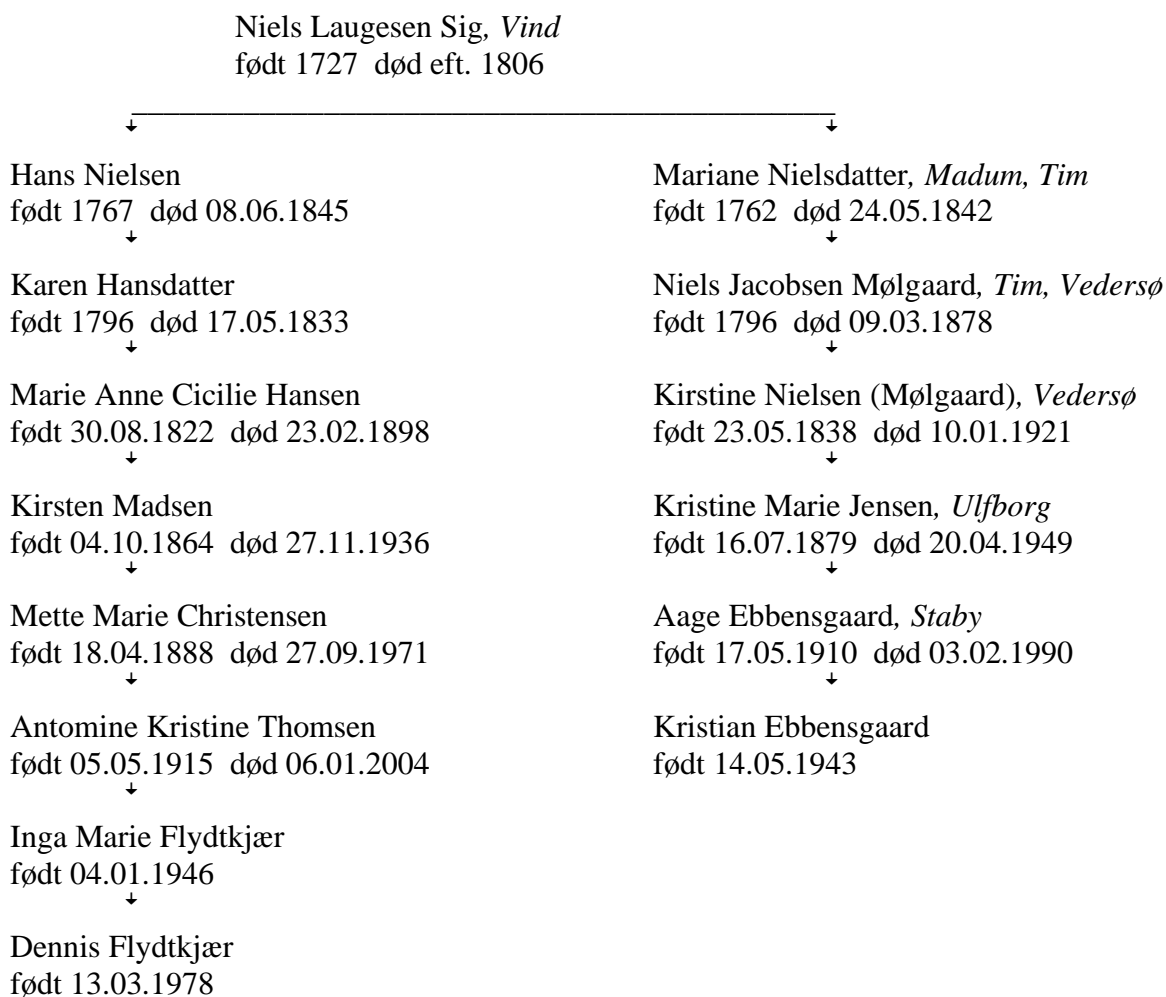 Niels Laugesen Sig, Vind
født 1727 død eft. 1806
Hans Nielsen
født 1767 død 08.06.1845
Karen Hansdatter
født 1796 død 17.05.1833
Marie Anne Cicilie Hansen
født 30.08.1822 død 23.02.1898
Kirsten Madsen
født 04.10.1864 død 27.11.1936
Mette Marie Christensen
født 18.04.1888 død 27.09.1971
Antomine Kristine Thomsen
født 05.05.1915 død 06.01.2004
Inga Marie Flydtkjær
født 04.01.1946
Dennis Flydtkjær
født 13.03.1978
Mariane Nielsdatter, Madum, Tim
født 1762 død 24.05.1842
Niels Jacobsen Mølgaard, Tim, Vedersø
født 1796 død 09.03.1878
Kirstine Nielsen (Mølgaard), Vedersø
født 23.05.1838 død 10.01.1921
Kristine Marie Jensen, Ulfborg
født 16.07.1879 død 20.04.1949
Aage Ebbensgaard, Staby
født 17.05.1910 død 03.02.1990
Kristian Ebbensgaard
født 14.05.1943